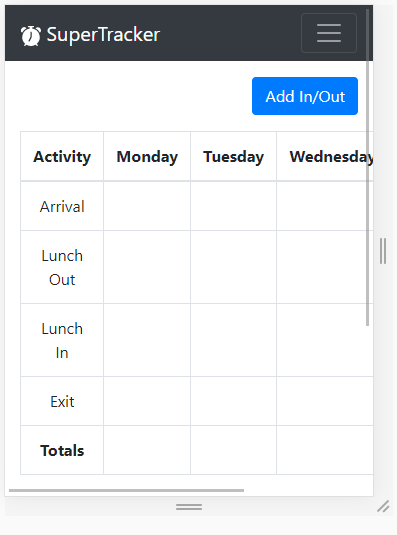 SuperTracker
Add In/Out
Activity Monday Tuesday Wednesday
Arrival
Lunch
Out
Lunch
In
Exit
Totals